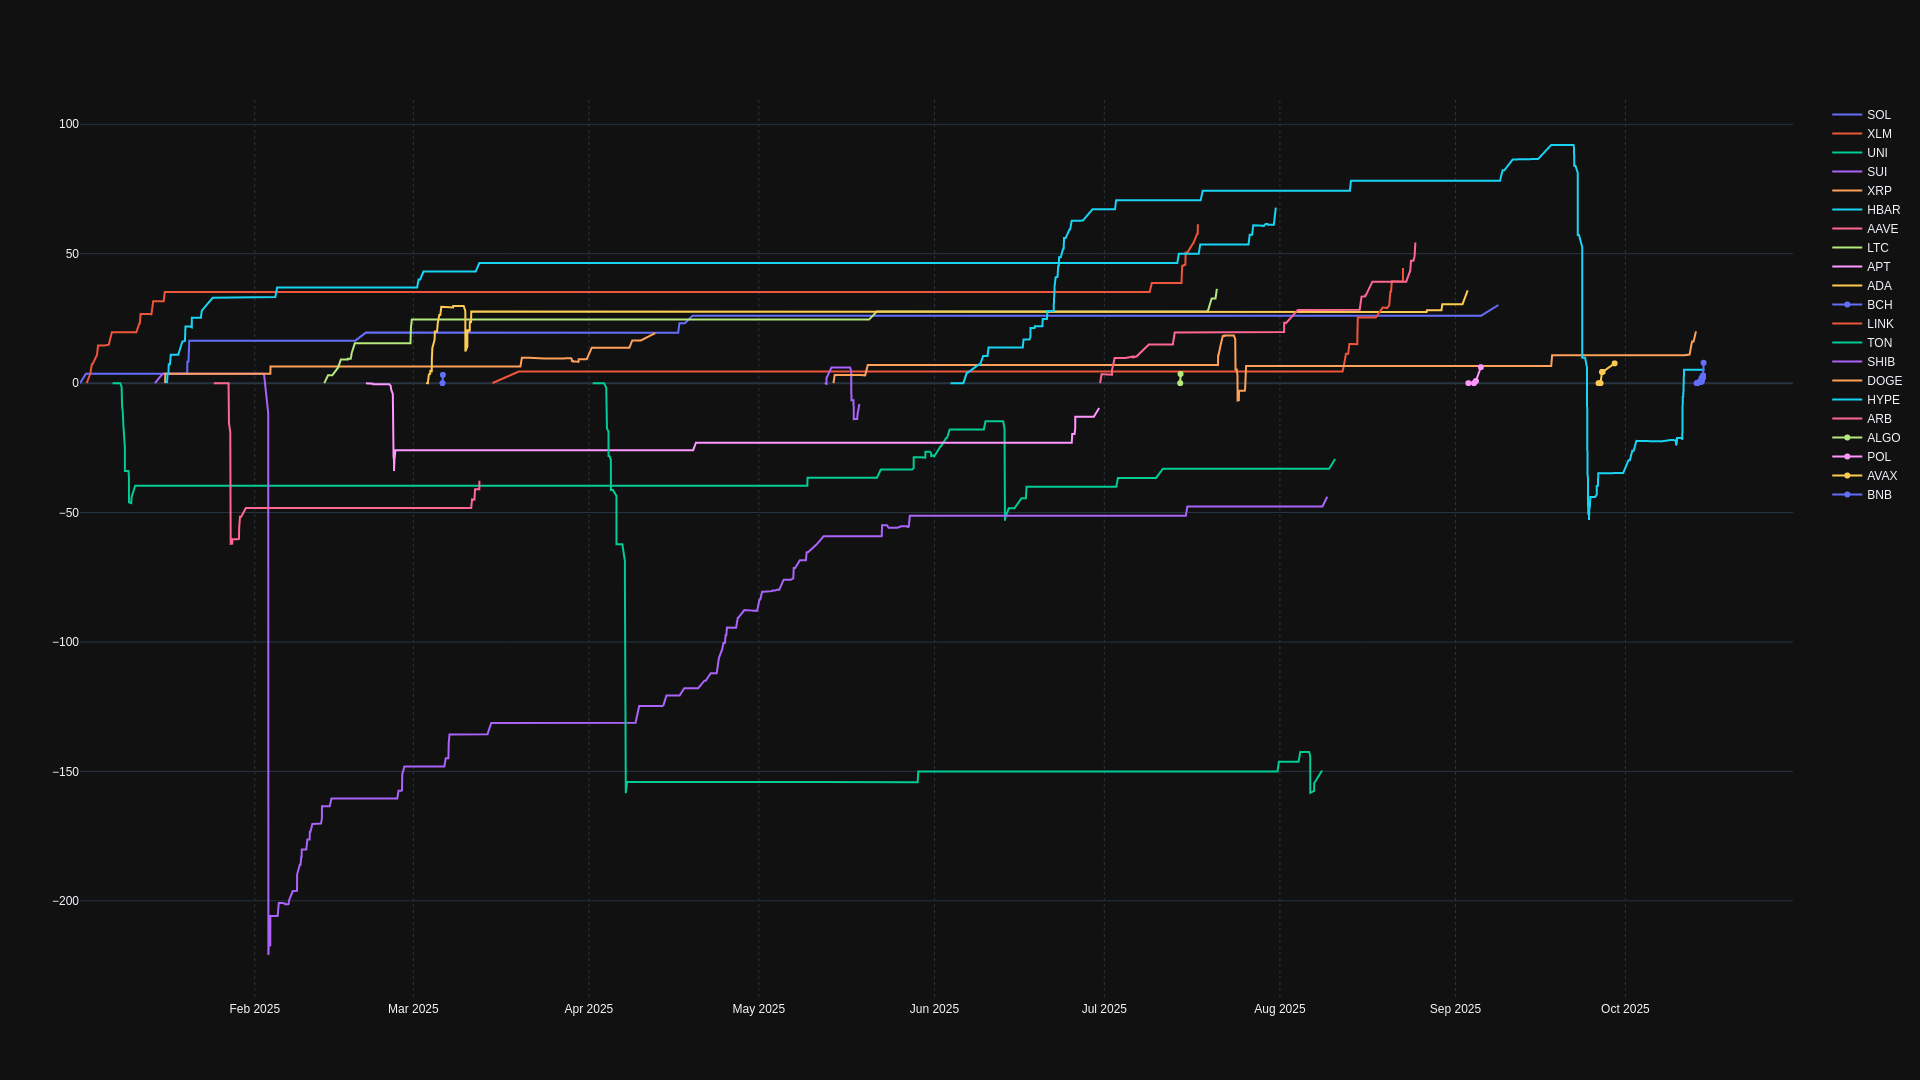 100
50
0
−50
−100
−150
−200
Feb 2025
Mar 2025
Apr 2025
May 2025
Jun 2025
Jul 2025
Aug 2025
Sep 2025
Oct 2025
SOL
XLM
UNI
SUI
XRP
HBAR
AAVE
LTC
APT
ADA
BCH
LINK
TON
SHIB
DOGE
HYPE
ARB
ALGO
POL
AVAX
BNB